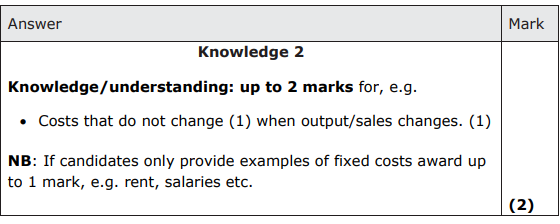 Answer Mark
Knowledge 2
Knowledge/understanding: up to 2 marks for, e.g.
• Costs that do not change (1) when output/sales changes. (1)
NB: If candidates only provide examples of fixed costs award up
to 1 mark, e.g. rent, salaries etc.
(2)